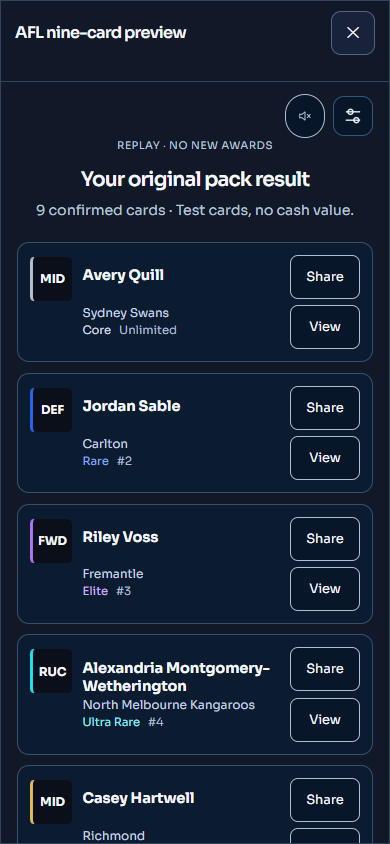 AFL nine-card preview
REPLAY · NO NEW AWARDS
Your original pack result
9 confirmed cards · Test cards, no cash value.
MID
Avery Quill
Sydney Swans
Core Unlimited
Share
View
DEF
Jordan Sable
Carlton
Rare #2
Share
View
FWD
Riley Voss
Fremantle
Elite #3
Share
View
RUC
Alexandria Montgomery-
Wetherington
North Melbourne Kangaroos
Ultra Rare #4
Share
View
MID
Casey Hartwell
Richmond
Share